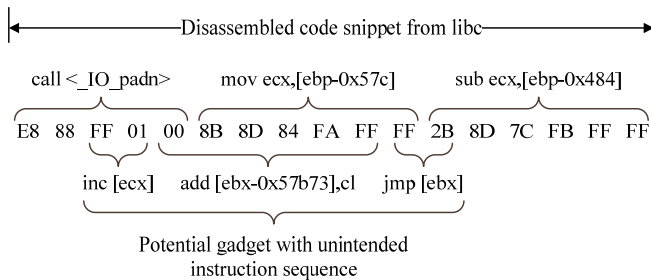 Disassembled code snippet from libc
call <_IO_padn> mov ecx,[ebp-0x57c] sub ecx,[ebp-0x484]
E8 88 FF 01 00 8B 8D 84 FA FF FF 2B 8D 7C FB FF FF
inc [ecx] add [ebx-0x57b73],cl jmp [ebx]
Potential gadget with unintended
instruction sequence